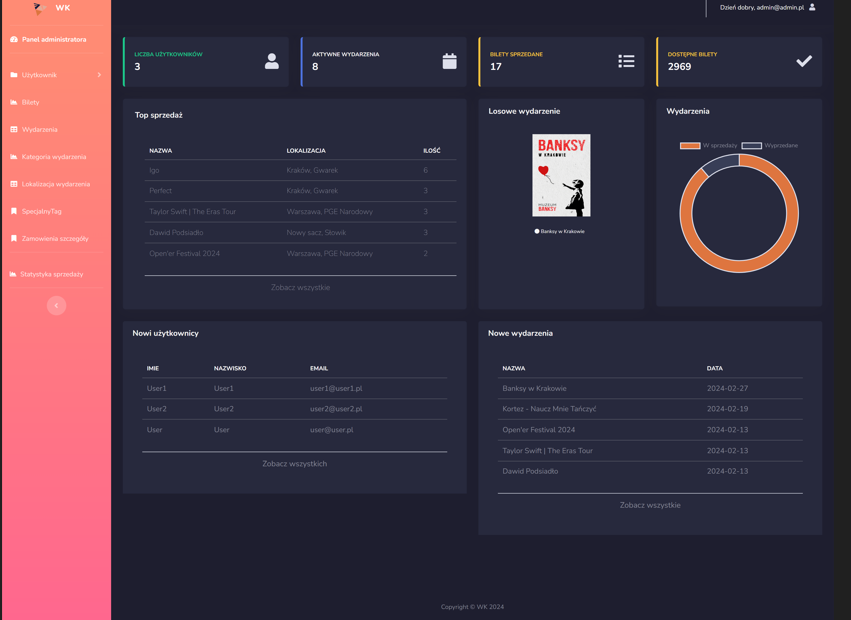 WK
Dzień dobry, admin@admin.pl
Panel administratora
Użytkownik
Bilety
Wydarzenia
Kategoria wydarzenia
Lokalizacja wydarzenia
SpecjalnyTag
Zamówienia szczegóły
Statystyka sprzedaży
LICZBA UŻYTKOWNIKÓW
3
AKTYWNE WYDARZENIA
8
BILETY SPRZEDANE
17
DOSTĘPNE BILETY
2969
Top sprzedaż
NAZWA LOKALIZACJA ILOŚĆ
Igo Kraków, Gwarek 6
Perfect Kraków, Gwarek 3
Taylor Swift | The Eras Tour Warszawa, PGE Narodowy 3
Dawid Podsiadło Nowy sacz, Słowik 3
Open'er Festival 2024 Warszawa, PGE Narodowy 2
Zobacz wszystkie
Losowe wydarzenie
BANKSY
W KRAKOWIE
MUZEUM
BANKSY
Banksy w Krakowie
Wydarzenia
W sprzedaży Wyprzedane
Nowi użytkownicy
IMIE NAZWISKO EMAIL
User1 User1 user1@user1.pl
User2 User2 user2@user2.pl
User User user@user.pl
Zobacz wszystkich
Nowe wydarzenia
NAZWA DATA
Banksy w Krakowie 2024-02-27
Kortez - Naucz Mnie Tańczyć 2024-02-19
Open'er Festival 2024 2024-02-13
Taylor Swift | The Eras Tour 2024-02-13
Dawid Podsiadło 2024-02-13
Zobacz wszystkie
Copyright © WK 2024